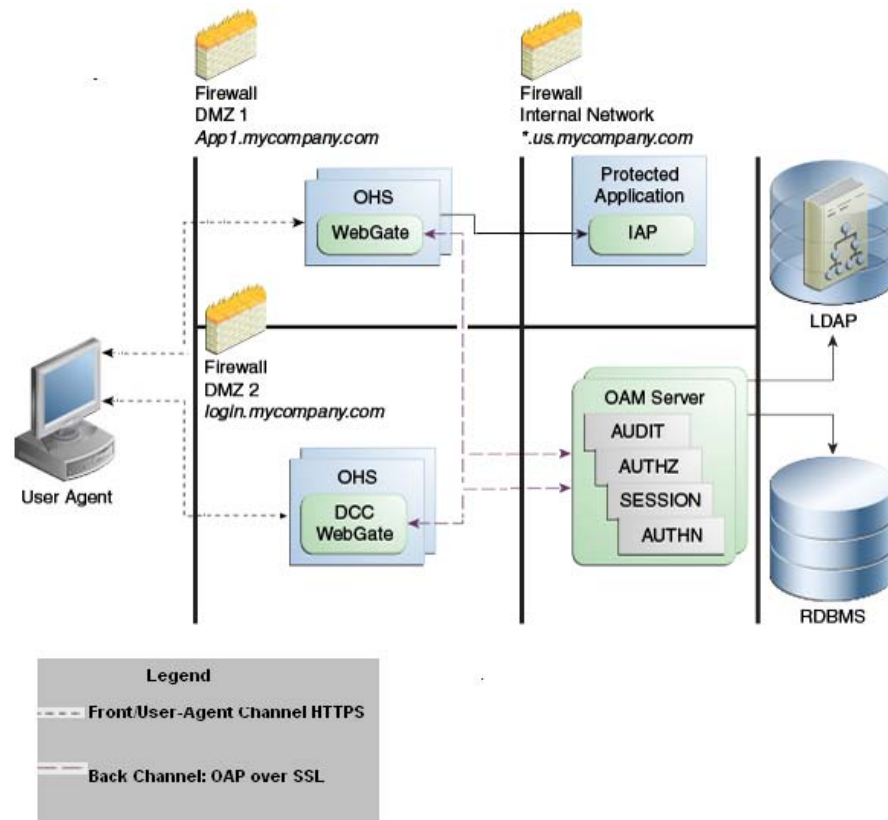 Firewall
DMZ 1
App1.mycompany.com
Firewall
Internal Network
*.us.mycompany.com
OHS
WebGate
Protected
Application
IAP
LDAP
Firewall
DMZ 2
login.mycompany.com
User Agent
OHS
DCC
WebGate
OAM Server
AUDIT
AUTHZ
SESSION
AUTHN
RDBMS
Legend
Front/User-Agent Channel HTTPS
Back Channel: OAP over SSL